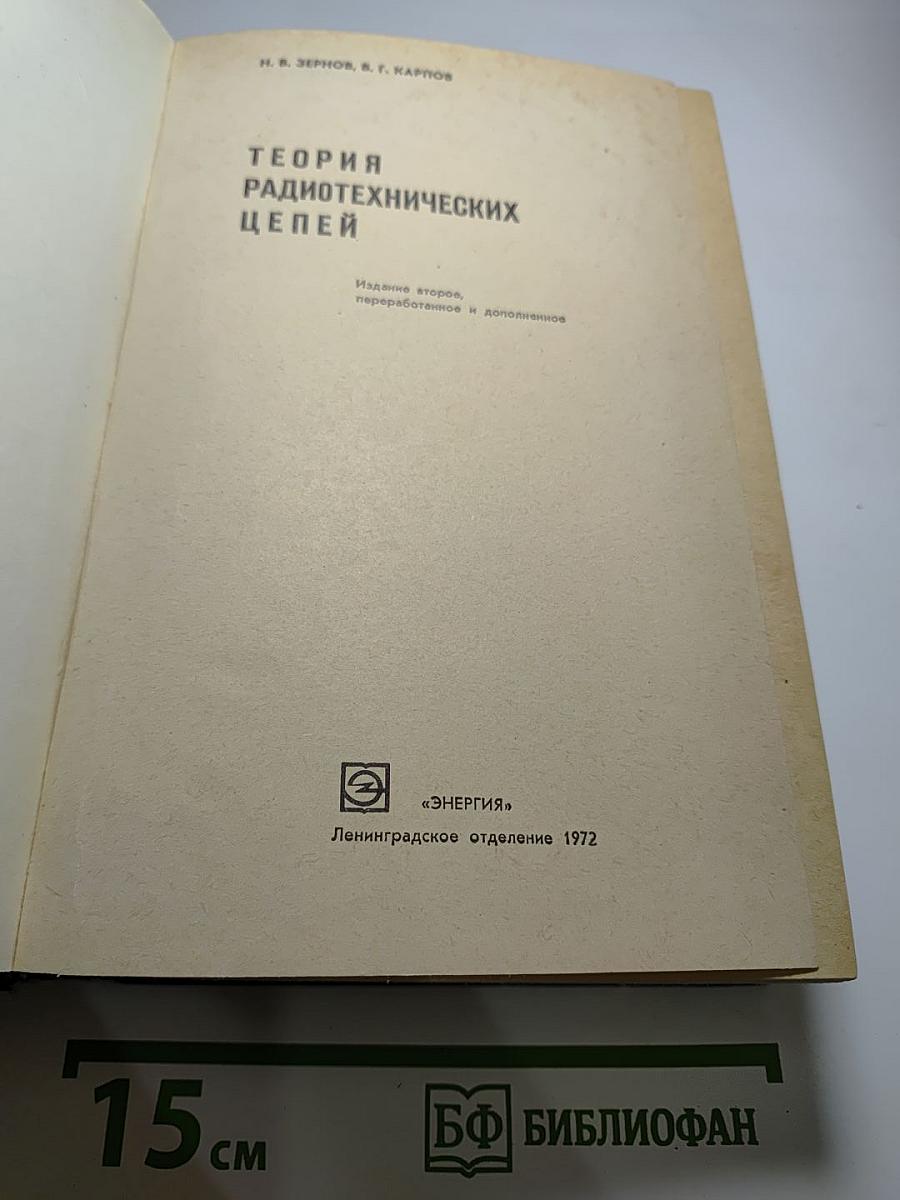 Н. В. ЗЕРНОВ, В. Г. КАРПОВ
ТЕОРИЯ
РАДИОТЕХНИЧЕСКИХ
ЦЕПЕЙ
Издание второе,
переработанное и дополненное
«ЭНЕРГИЯ»
Ленинградское отделение 1972
15 см
БФ БИБЛИОФАН